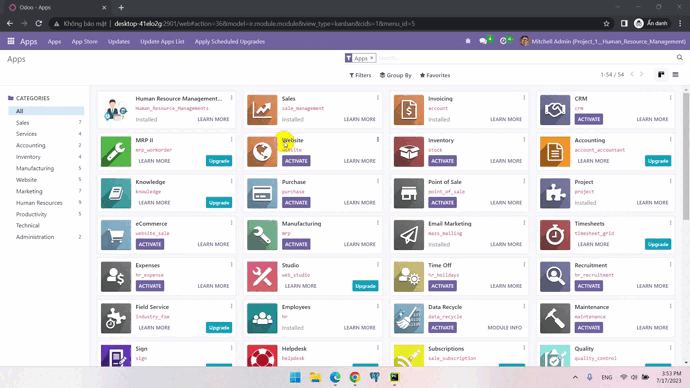 Odoo - Apps
Không bảo mật | desktop-41elo2g:2901/web#action=36&model=ir.module.module&view_type=kanban&cids=1&menu_id=5
Ẩn danh
Apps Apps App Store Updates Update Apps List Apply Scheduled Upgrades
Mitchell Admin (Project_1_Human_Resource_Management)
Apps
Apps × Search...
Filters Group By Favorites
1-54 / 54
CATEGORIES
All
Sales 7
Services 4
Accounting 2
Inventory 4
Manufacturing 5
Website 5
Marketing 7
Human Resources 9
Productivity 5
Technical
Administration 2
Human Resource Management...
Human_Resource_Managements
Installed LEARN MORE
Sales
sale_management
Installed LEARN MORE
Invoicing
account
Installed LEARN MORE
CRM
crm
ACTIVATE LEARN MORE
MRP II
mrp_workorder
LEARN MORE Upgrade
Website
website
ACTIVATE LEARN MORE
Inventory
stock
ACTIVATE LEARN MORE
Accounting
account_accountant
LEARN MORE Upgrade
Knowledge
knowledge
LEARN MORE Upgrade
Purchase
purchase
ACTIVATE LEARN MORE
Point of Sale
point_of_sale
ACTIVATE LEARN MORE
Project
project
Installed LEARN MORE
eCommerce
website_sale
ACTIVATE LEARN MORE
Manufacturing
mrp
ACTIVATE LEARN MORE
Email Marketing
mass_mailing
Installed LEARN MORE
Timesheets
timesheet_grid
LEARN MORE Upgrade
Expenses
hr_expense
ACTIVATE LEARN MORE
Studio
web_studio
LEARN MORE Upgrade
Time Off
hr_holidays
ACTIVATE LEARN MORE
Recruitment
hr_recruitment
ACTIVATE LEARN MORE
Field Service
industry_fsm
LEARN MORE Upgrade
Employees
hr
Installed LEARN MORE
Data Recycle
data_recycle
ACTIVATE MODULE INFO
Maintenance
maintenance
ACTIVATE LEARN MORE
Sign
sign
Helpdesk
helpdesk
Subscriptions
sale_subscription
Quality
quality_control
ENG
3:53 PM
7/17/2023